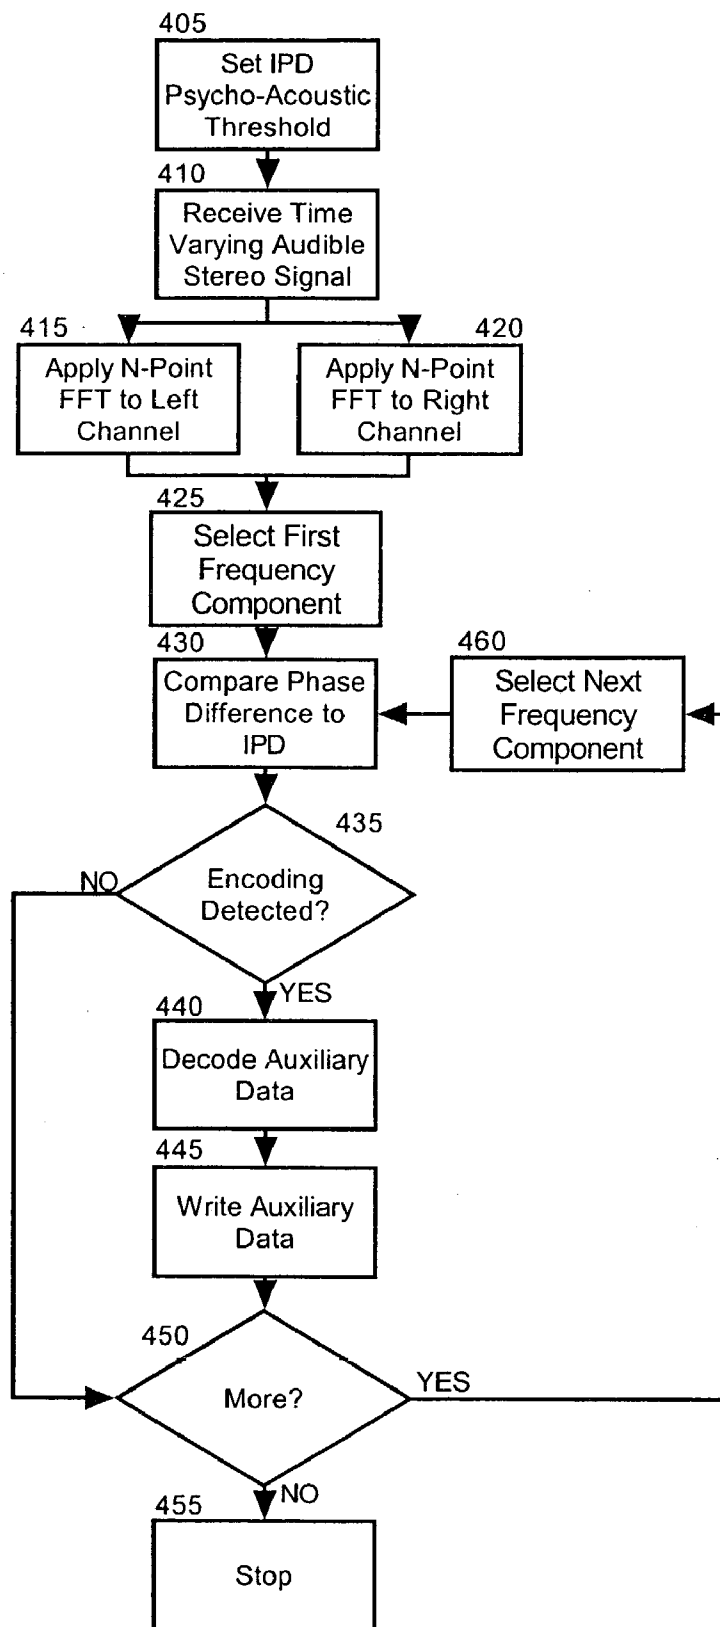 405
Set IPD
Psycho-Acoustic
Threshold
410
Receive Time
Varying Audible
Stereo Signal
415
Apply N-Point
FFT to Left
Channel
420
Apply N-Point
FFT to Right
Channel
425
Select First
Frequency
Component
430
Compare Phase
Difference to
IPD
460
Select Next
Frequency
Component
435
Encoding
Detected?
NO
YES
440
Decode Auxiliary
Data
445
Write Auxiliary
Data
450
More?
YES
NO
455
Stop